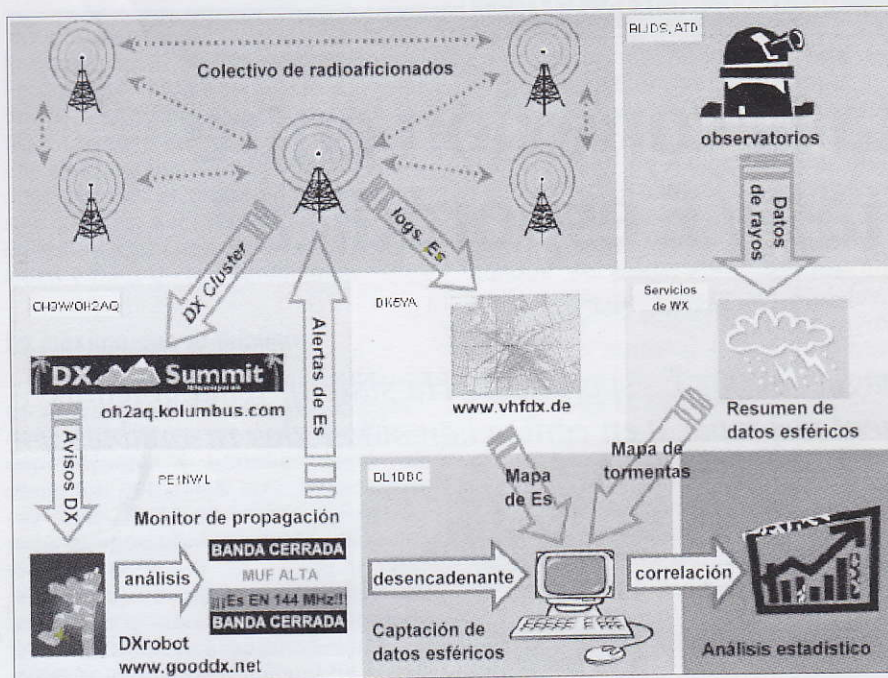 Colectivo de radioaficionados
observatorios
Datos
de rayos
DX Cluster
logs Es
Alertas de Es
DK5YA
Servicios
de WX
DX Summit
oh2aq.kolumbus.com
www.vhfdx.de
Resumen de
datos esféricos
Avisos DX
PE1NWL
Monitor de propagación
DL1DBC
Mapa
de Es
Mapa de
tormentas
BANDA CERRADA
MUF ALTA
¡¡¡Es EN 144 MHz!!
BANDA CERRADA
análisis
desencadenante
correlación
DXrobot
www.gooddx.net
Captación de
datos esféricos
Análisis estadístico